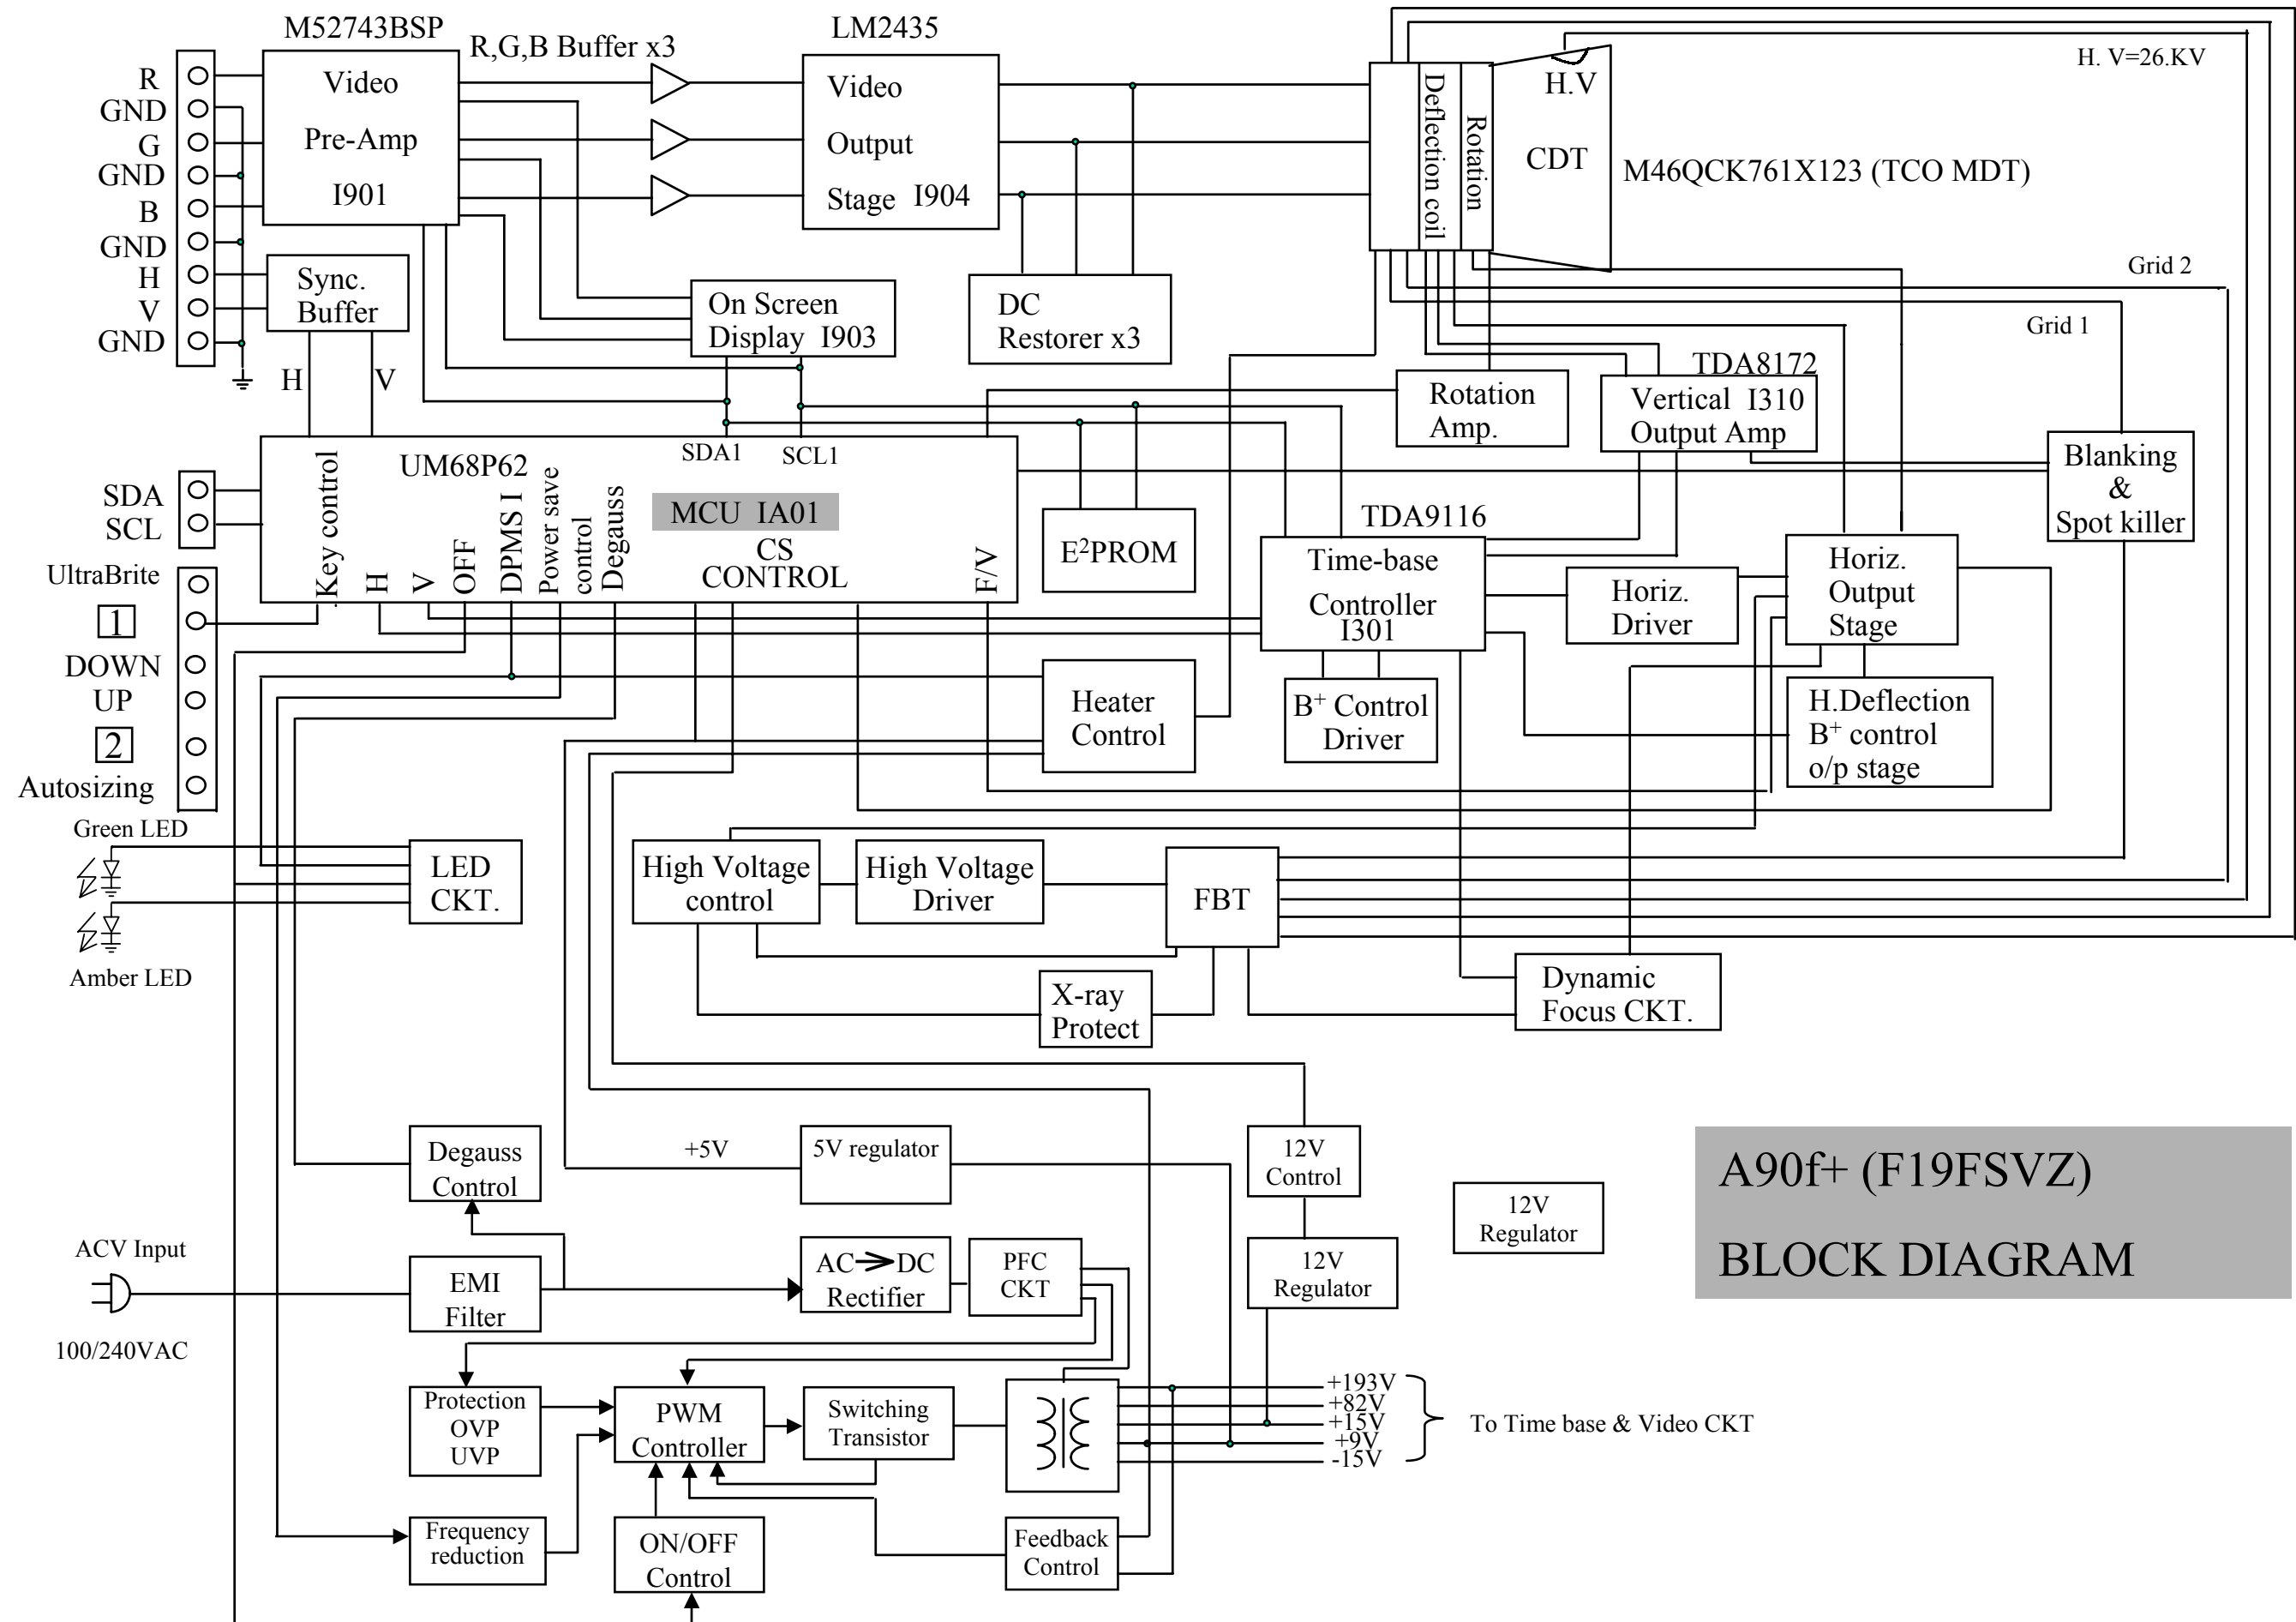 M52743BSP
R,G,B Buffer x3
LM2435
H. V=26.KV
R
GND
G
GND
B
GND
H
V
GND
Video
Pre-Amp
I901
Video
Output
Stage I904
Deflection coil
Rotation
H.V
CDT
M46QCK761X123 (TCO MDT)
Grid 2
Grid 1
Sync.
Buffer
H
V
On Screen
Display I903
DC
Restorer x3
Rotation
Amp.
TDA8172
Vertical I310
Output Amp
Blanking
&
Spot killer
SDA
SCL
UM68P62
SDA1
SCL1
MCU IA01
CS
CONTROL
Key control
H
V
OFF
DPMS I
Power save
control
Degauss
F/V
E2PROM
TDA9116
Time-base
Controller
I301
Horiz.
Driver
Horiz.
Output
Stage
UltraBrite
1
DOWN
UP
2
Autosizing
Heater
Control
B+ Control
Driver
H.Deflection
B+ control
o/p stage
Green LED
Amber LED
LED
CKT.
High Voltage
control
High Voltage
Driver
FBT
X-ray
Protect
Dynamic
Focus CKT.
Degauss
Control
+5V
5V regulator
12V
Control
12V
Regulator
12V
Regulator
A90f+ (F19FSVZ)
BLOCK DIAGRAM
ACV Input
100/240VAC
EMI
Filter
AC DC
Rectifier
PFC
CKT
Protection
OVP
UVP
PWM
Controller
Switching
Transistor
+193V
+82V
+15V
+9V
-15V
To Time base & Video CKT
Frequency
reduction
ON/OFF
Control
Feedback
Control